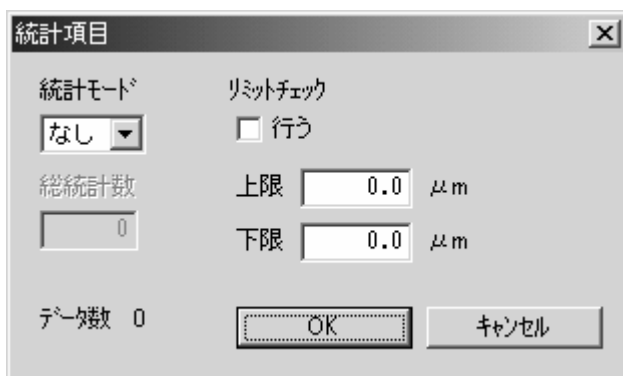 統計項目
統計ﾓｰﾄﾞ
なし
総統計数
0
ﾃﾞｰﾀ数 0
ﾘﾐｯﾄﾁｪｯｸ
行う
上限 0.0 μm
下限 0.0 μm
OK
ｷｬﾝｾﾙ